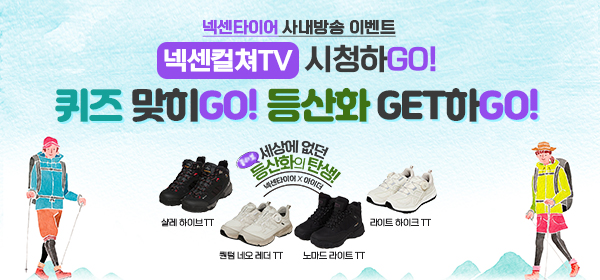 넥센타이어 사내방송 이벤트
넥센컬쳐TV 시청하GO!
퀴즈 맞히GO! 등산화 GET하GO!
세상에 없던
등산화의 탄생!
넥센타이어 X 아이더
샬레 하이브 TT
퀀텀 네오 레더 TT
노마드 라이트 TT
라이트 하이크 TT